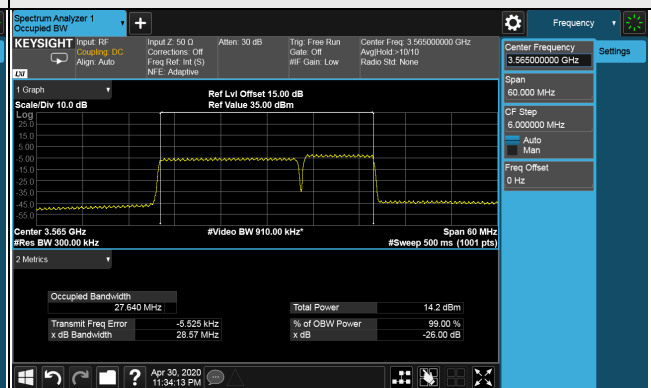 Spectrum Analyzer 1
Occupied BW
Frequency
KEYSIGHT
LXI
Input: RF
Coupling: DC
Align: Auto
Input Z: 50 Ω
Corrections: Off
Freq Ref: Int (S)
NFE: Adaptive
Atten: 30 dB
Trig: Free Run
Gate: Off
#IF Gain: Low
Center Freq: 3.565000000 GHz
Avg|Hold:>10/10
Radio Std: None
Center Frequency
3.565000000 GHz
Settings
Span
60.000 MHz
CF Step
6.000000 MHz
Auto
Man
Freq Offset
0 Hz
1 Graph
Scale/Div 10.0 dB
Ref Lvl Offset 15.00 dB
Ref Value 35.00 dBm
Log
25.0
15.0
5.00
-5.00
-15.0
-25.0
-35.0
-45.0
-55.0
Center 3.565 GHz
#Video BW 910.00 kHz*
Span 60 MHz
#Res BW 300.00 kHz
#Sweep 500 ms (1001 pts)
2 Metrics
Occupied Bandwidth
27.640 MHz
Total Power 14.2 dBm
Transmit Freq Error -5.525 kHz
% of OBW Power 99.00 %
x dB Bandwidth 28.57 MHz
x dB -26.00 dB
Apr 30, 2020
11:34:13 PM